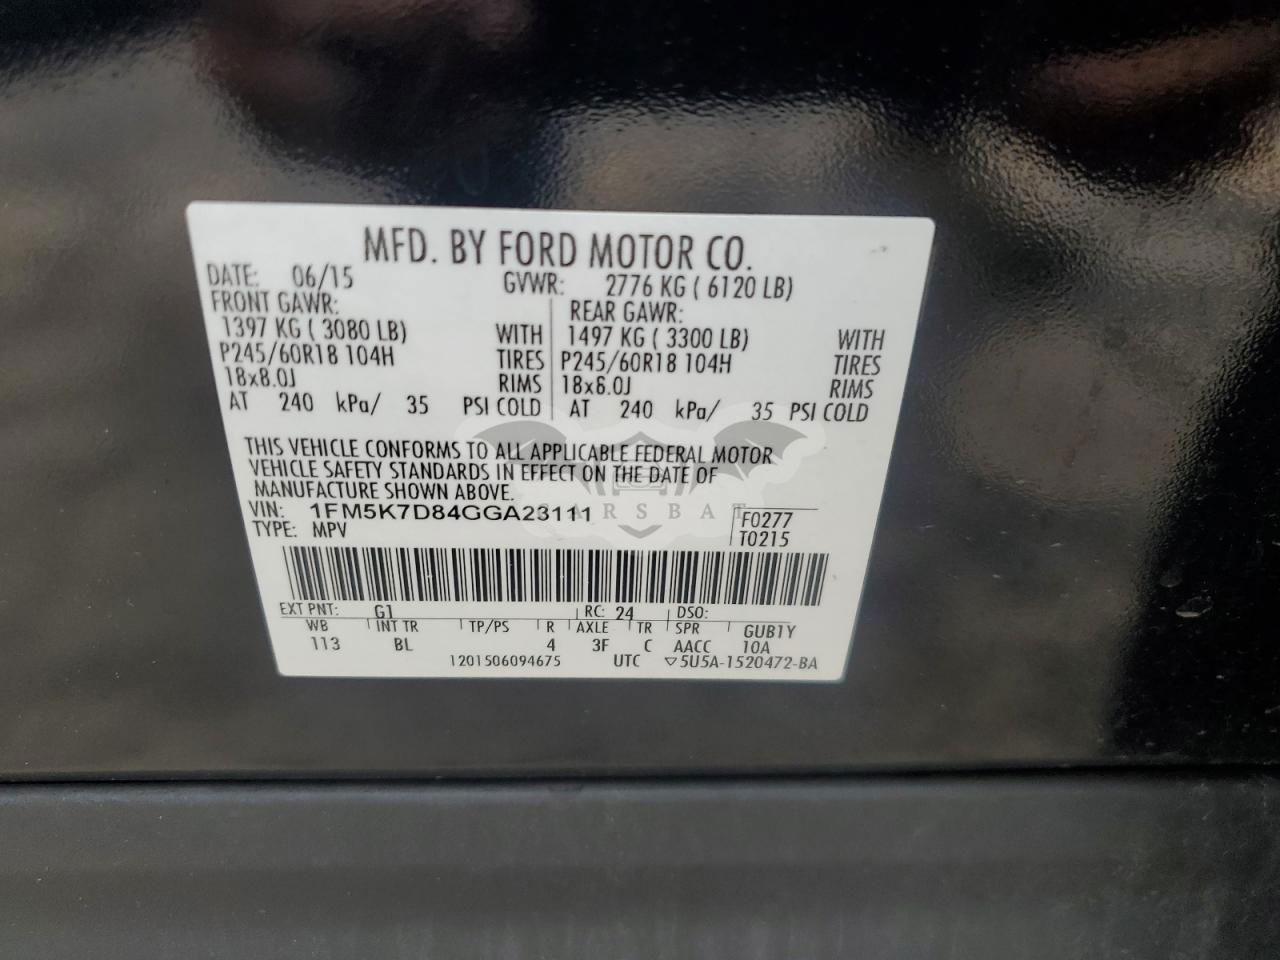 MFD. BY FORD MOTOR CO.
DATE: 06/15 GVWR: 2776 KG ( 6120 LB)
FRONT GAWR: REAR GAWR:
1397 KG ( 3080 LB) WITH 1497 KG ( 3300 LB) WITH
P245/60R18 104H TIRES P245/60R18 104H TIRES
18x8.0J RIMS 18x8.0J RIMS
AT 240 kPa/ 35 PSI COLD AT 240 kPa/ 35 PSI COLD
THIS VEHICLE CONFORMS TO ALL APPLICABLE FEDERAL MOTOR
VEHICLE SAFETY STANDARDS IN EFFECT ON THE DATE OF
MANUFACTURE SHOWN ABOVE.
VIN: 1FM5K7D84GGA23111 F0277
TYPE: MPV T0215
CARSBAT
EXT PNT: G1 RC: 24 DSO:
WB INT TR TP/PS R AXLE TR SPR GUB1Y
113 BL 4 3F C AACC 10A
1201506094675 UTC ▽5U5A-1520472-BA